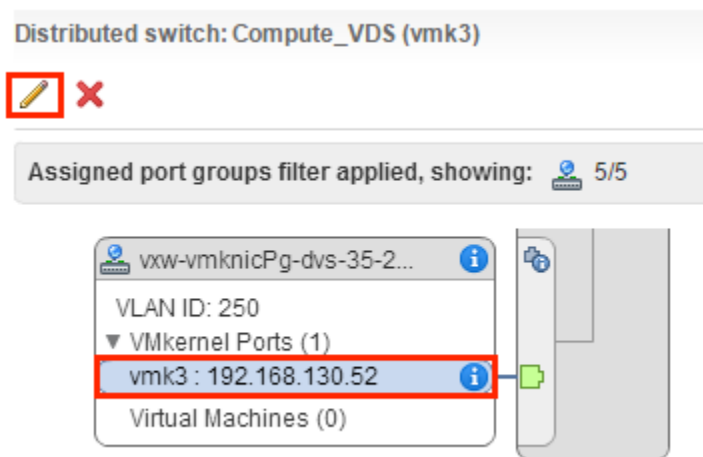 Distributed switch: Compute_VDS (vmk3)
Assigned port groups filter applied, showing: 5/5
vxw-vmknicPg-dvs-35-2...
VLAN ID: 250
VMkernel Ports (1)
vmk3 : 192.168.130.52
Virtual Machines (0)